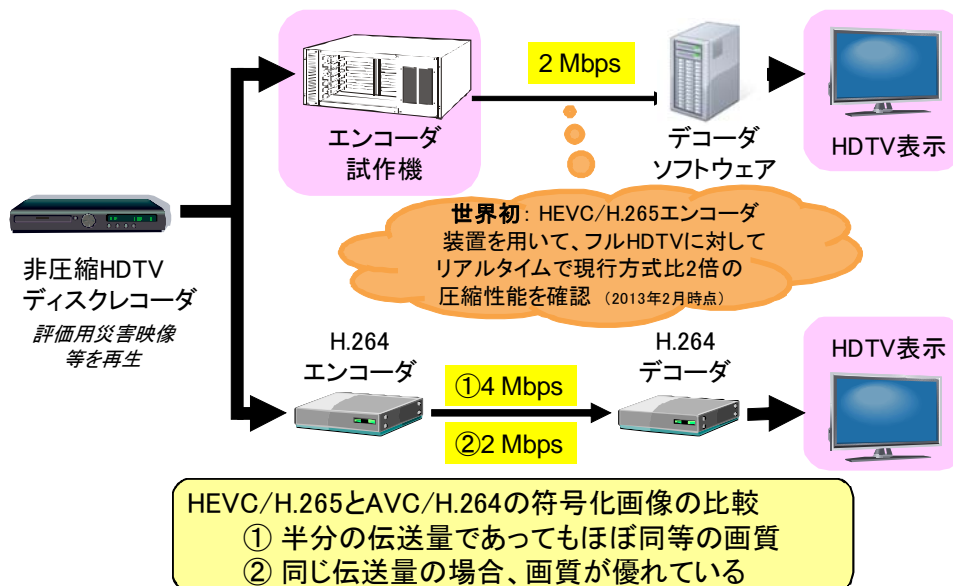 2 Mbps
エンコーダ
試作機
デコーダ
ソフトウェア
HDTV表示
世界初: HEVC/H.265エンコーダ
装置を用いて、フルHDTVに対して
リアルタイムで現行方式比2倍の
圧縮性能を確認 (2013年2月時点)
非圧縮HDTV
ディスクレコーダ
評価用災害映像
等を再生
H.264
エンコーダ
①4 Mbps
②2 Mbps
H.264
デコーダ
HDTV表示
HEVC/H.265とAVC/H.264の符号化画像の比較
① 半分の伝送量であってもほぼ同等の画質
② 同じ伝送量の場合、画質が優れている